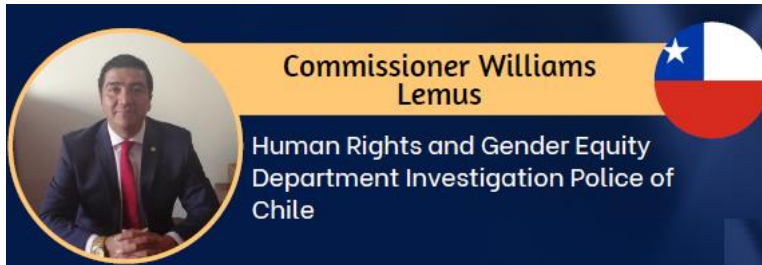 Commissioner Williams
Lemus
Human Rights and Gender Equity
Department Investigation Police of
Chile